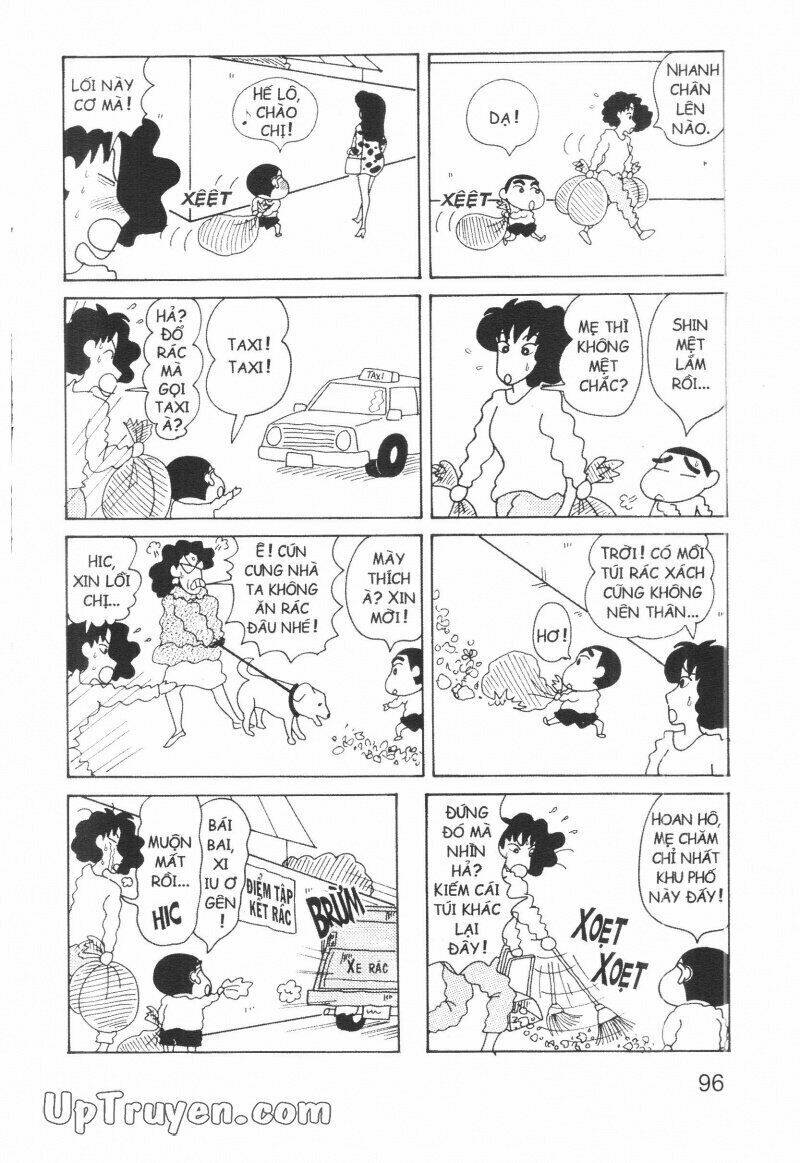 NHANH
CHÂN
LÊN
NÀO.
DẠ!
XỆỆT
HẾ LÔ,
CHÀO
CHỊ!
LỐI NÀY
CƠ MÀ!
XỆỆT
SHIN
MỆT
LẮM
RỒI...
MẸ THÌ
KHÔNG
MỆT
CHẮC?
TAXI
TAXI!
TAXI!
HẢ?
ĐỔ
RÁC
MÀ
GỌI
TAXI
À?
TRỜI! CÓ MỖI
TÚI RÁC XÁCH
CŨNG KHÔNG
NÊN THÂN...
HƠ!
MÀY
THÍCH
À? XIN
MỜI!
Ê! CÚN
CƯNG NHÀ
TA KHÔNG
ĂN RÁC
ĐÂU NHÉ!
HIC,
XIN LỖI
CHỊ...
HOAN HÔ,
MẸ CHĂM
CHỈ NHẤT
KHU PHỐ
NÀY ĐẤY!
ĐỨNG
ĐÓ MÀ
NHÌN
HẢ?
KIẾM CÁI
TÚI KHÁC
LẠI
ĐÂY!
XOẸT
XOẸT
ĐIỂM TẬP
KẾT RÁC
BRỪM
XE RÁC
BÁI
BAI,
XI
IU Ơ
GÊN
!
MUỘN
MẤT
RỒI...
HIC
96
UpTruyen.com